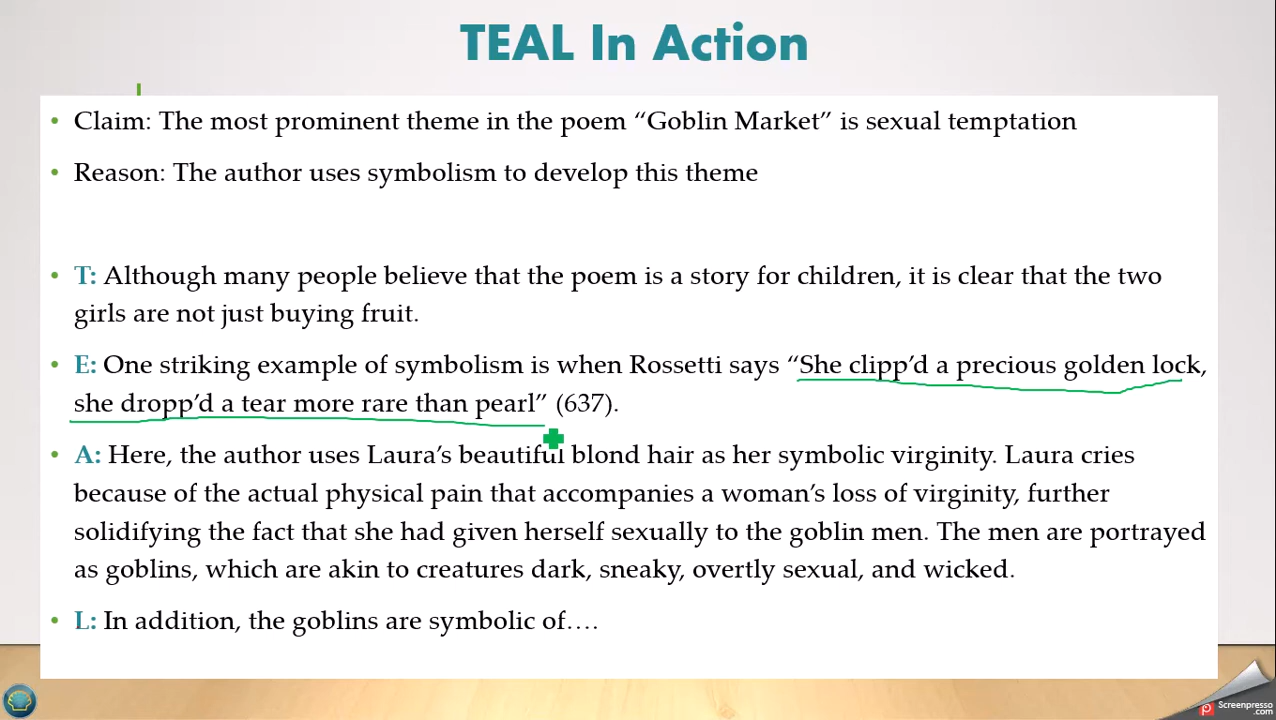 TEAL In Action
• Claim: The most prominent theme in the poem “Goblin Market” is sexual temptation
• Reason: The author uses symbolism to develop this theme
• T: Although many people believe that the poem is a story for children, it is clear that the two
girls are not just buying fruit.
• E: One striking example of symbolism is when Rossetti says “She clipp’d a precious golden lock,
she dropp’d a tear more rare than pearl” (637).
• A: Here, the author uses Laura’s beautiful blond hair as her symbolic virginity. Laura cries
because of the actual physical pain that accompanies a woman’s loss of virginity, further
solidifying the fact that she had given herself sexually to the goblin men. The men are portrayed
as goblins, which are akin to creatures dark, sneaky, overtly sexual, and wicked.
• L: In addition, the goblins are symbolic of….
Screenpresso
.com